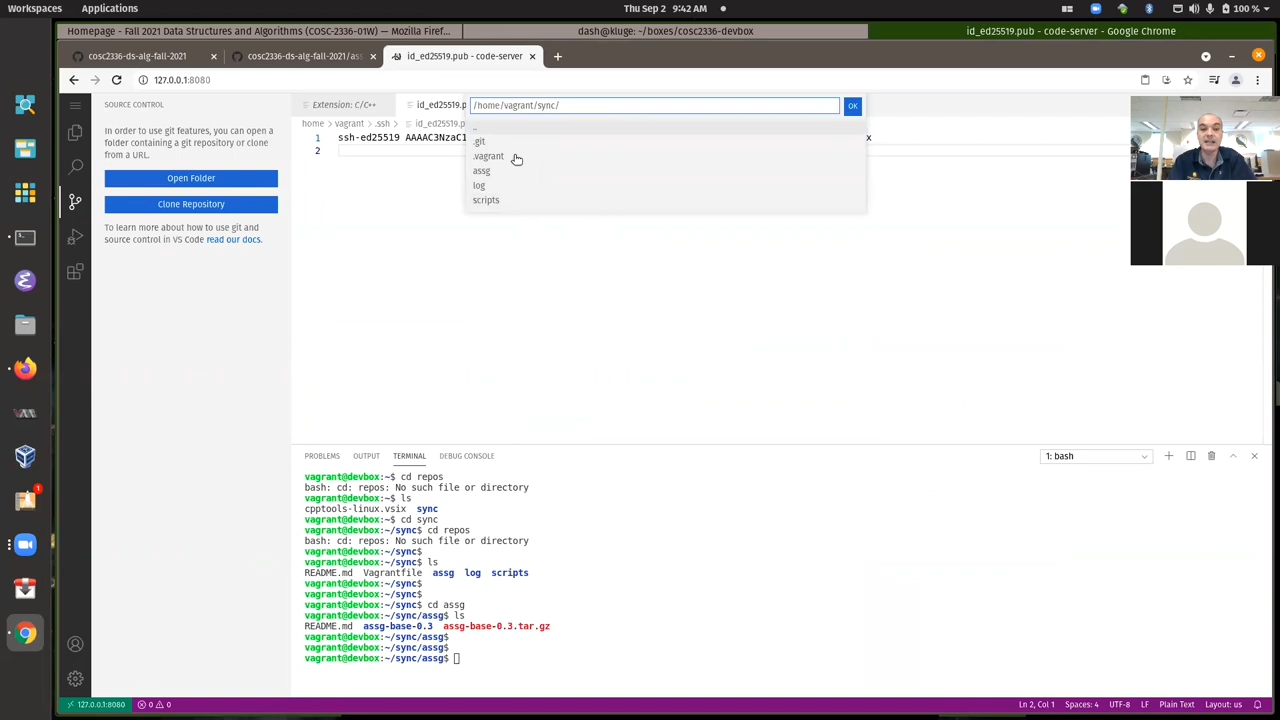 Workspaces Applications Thu Sep 2 9:42 AM 100 %
Homepage - Fall 2021 Data Structures and Algorithms (COSC-2336-01W) — Mozilla Firef… dash@kluge: ~/boxes/cosc2336-devbox id_ed25519.pub - code-server - Google Chrome
cosc2336-ds-alg-fall-2021 cosc2336-ds-alg-fall-2021/ass id_ed25519.pub - code-server
127.0.0.1:8080
SOURCE CONTROL
Extension: C/C++ id_ed25519.p
/home/vagrant/sync/ OK
home > vagrant > .ssh > id_ed25519.p
..
.git
.vagrant
assg
log
scripts
1 ssh-ed25519 AAAAC3NzaC1 x
2
In order to use git features, you can open a
folder containing a git repository or clone
from a URL.
Open Folder
Clone Repository
To learn more about how to use git and
source control in VS Code read our docs.
PROBLEMS OUTPUT TERMINAL DEBUG CONSOLE 1: bash
vagrant@devbox:~$ cd repos
bash: cd: repos: No such file or directory
vagrant@devbox:~$ ls
cpptools-linux.vsix sync
vagrant@devbox:~$ cd sync
vagrant@devbox:~/sync$ cd repos
bash: cd: repos: No such file or directory
vagrant@devbox:~/sync$
vagrant@devbox:~/sync$ ls
README.md Vagrantfile assg log scripts
vagrant@devbox:~/sync$
vagrant@devbox:~/sync$
vagrant@devbox:~/sync$ cd assg
vagrant@devbox:~/sync/assg$ ls
README.md assg-base-0.3 assg-base-0.3.tar.gz
vagrant@devbox:~/sync/assg$
vagrant@devbox:~/sync/assg$
vagrant@devbox:~/sync/assg$
1
127.0.0.1:8080 0 0 Ln 2, Col 1 Spaces: 4 UTF-8 LF Plain Text Layout: us